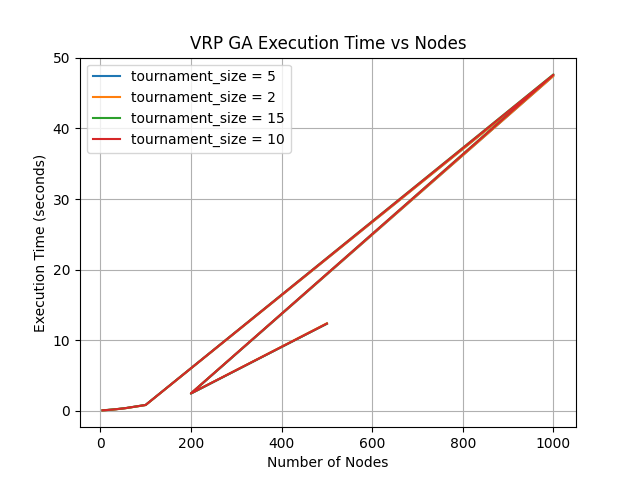 VRP GA Execution Time vs Nodes
tournament_size = 5
tournament_size = 2
tournament_size = 15
tournament_size = 10
Execution Time (seconds)
50
40
30
20
10
0
0 200 400 600 800 1000
Number of Nodes